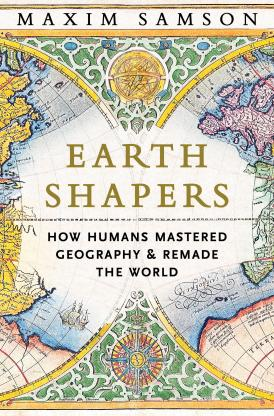 MAXIM SAMSON
EARTH
SHAPERS
HOW HUMANS MASTERED
GEOGRAPHY & REMADE
THE WORLD